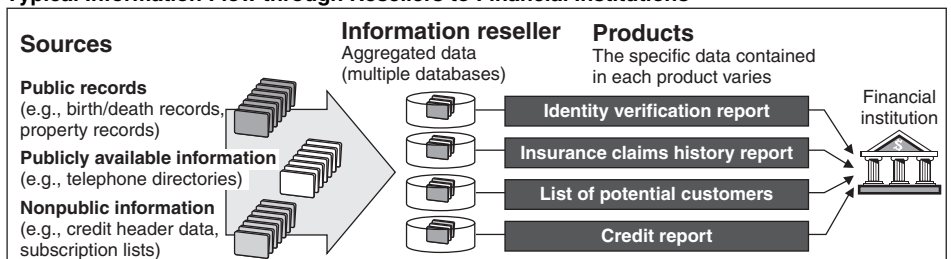 Typical Information Flow through Resellers to Financial Institutions
Sources
Public records
(e.g., birth/death records,
property records)
Publicly available information
(e.g., telephone directories)
Nonpublic information
(e.g., credit header data,
subscription lists)
Information reseller
Aggregated data
(multiple databases)
Products
The specific data contained
in each product varies
Identity verification report
Insurance claims history report
List of potential customers
Credit report
Financial
institution
$